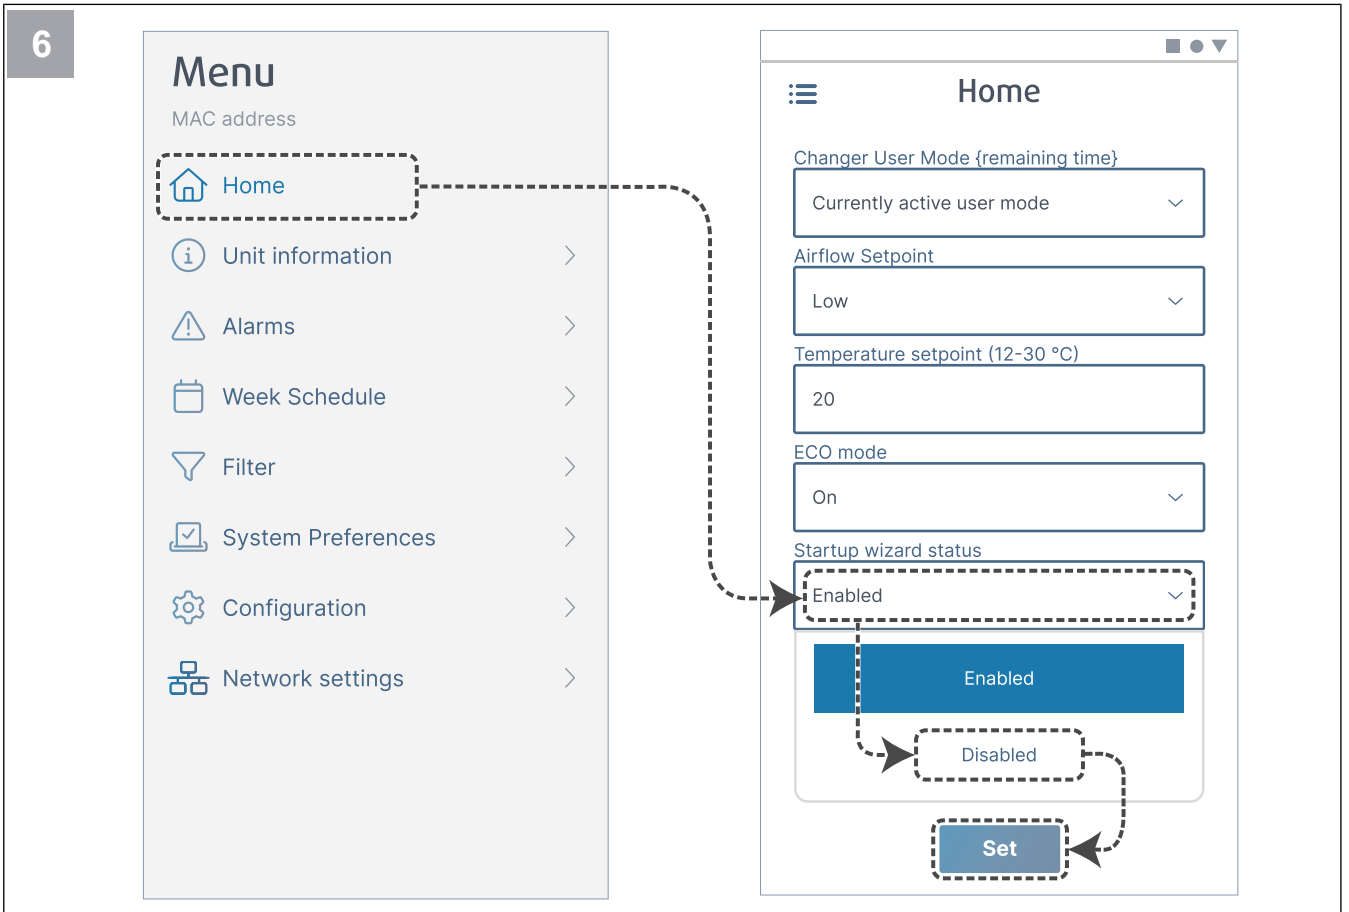 6
Menu
MAC address
Home
Unit information
Alarms
Week Schedule
Filter
System Preferences
Configuration
Network settings
Home
Changer User Mode {remaining time}
Currently active user mode
Airflow Setpoint
Low
Temperature setpoint (12-30 °C)
20
ECO mode
On
Startup wizard status
Enabled
Enabled
Disabled
Set